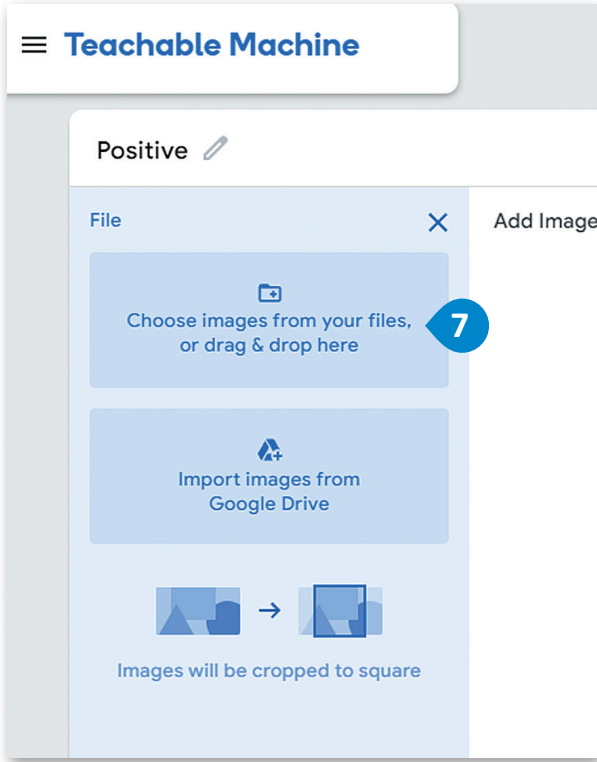 Teachable Machine
Positive
File
Add Image
Choose images from your files,
or drag & drop here
7
Import images from
Google Drive
Images will be cropped to square